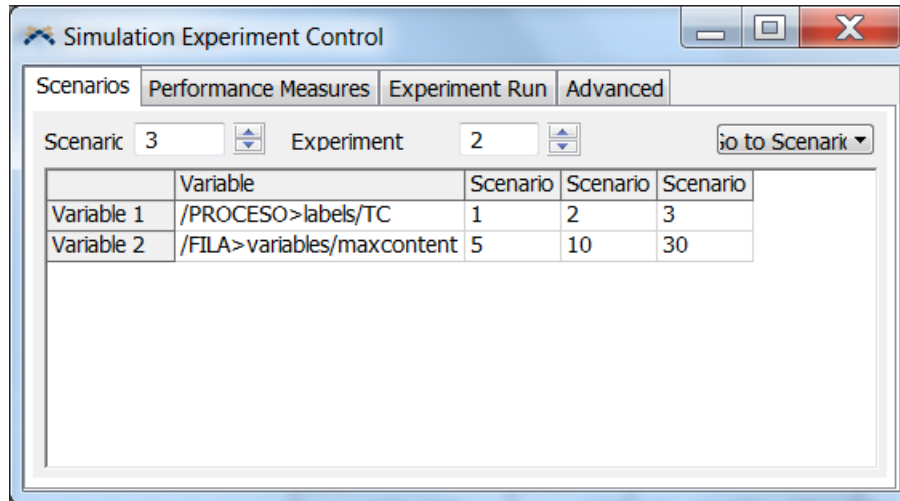 Simulation Experiment Control
Scenarios Performance Measures Experiment Run Advanced
Scenaric 3 Experiment 2 io to Scenario
Variable Scenario Scenario Scenario
Variable 1 /PROCESO>labels/TC 1 2 3
Variable 2 /FILA>variables/maxcontent 5 10 30